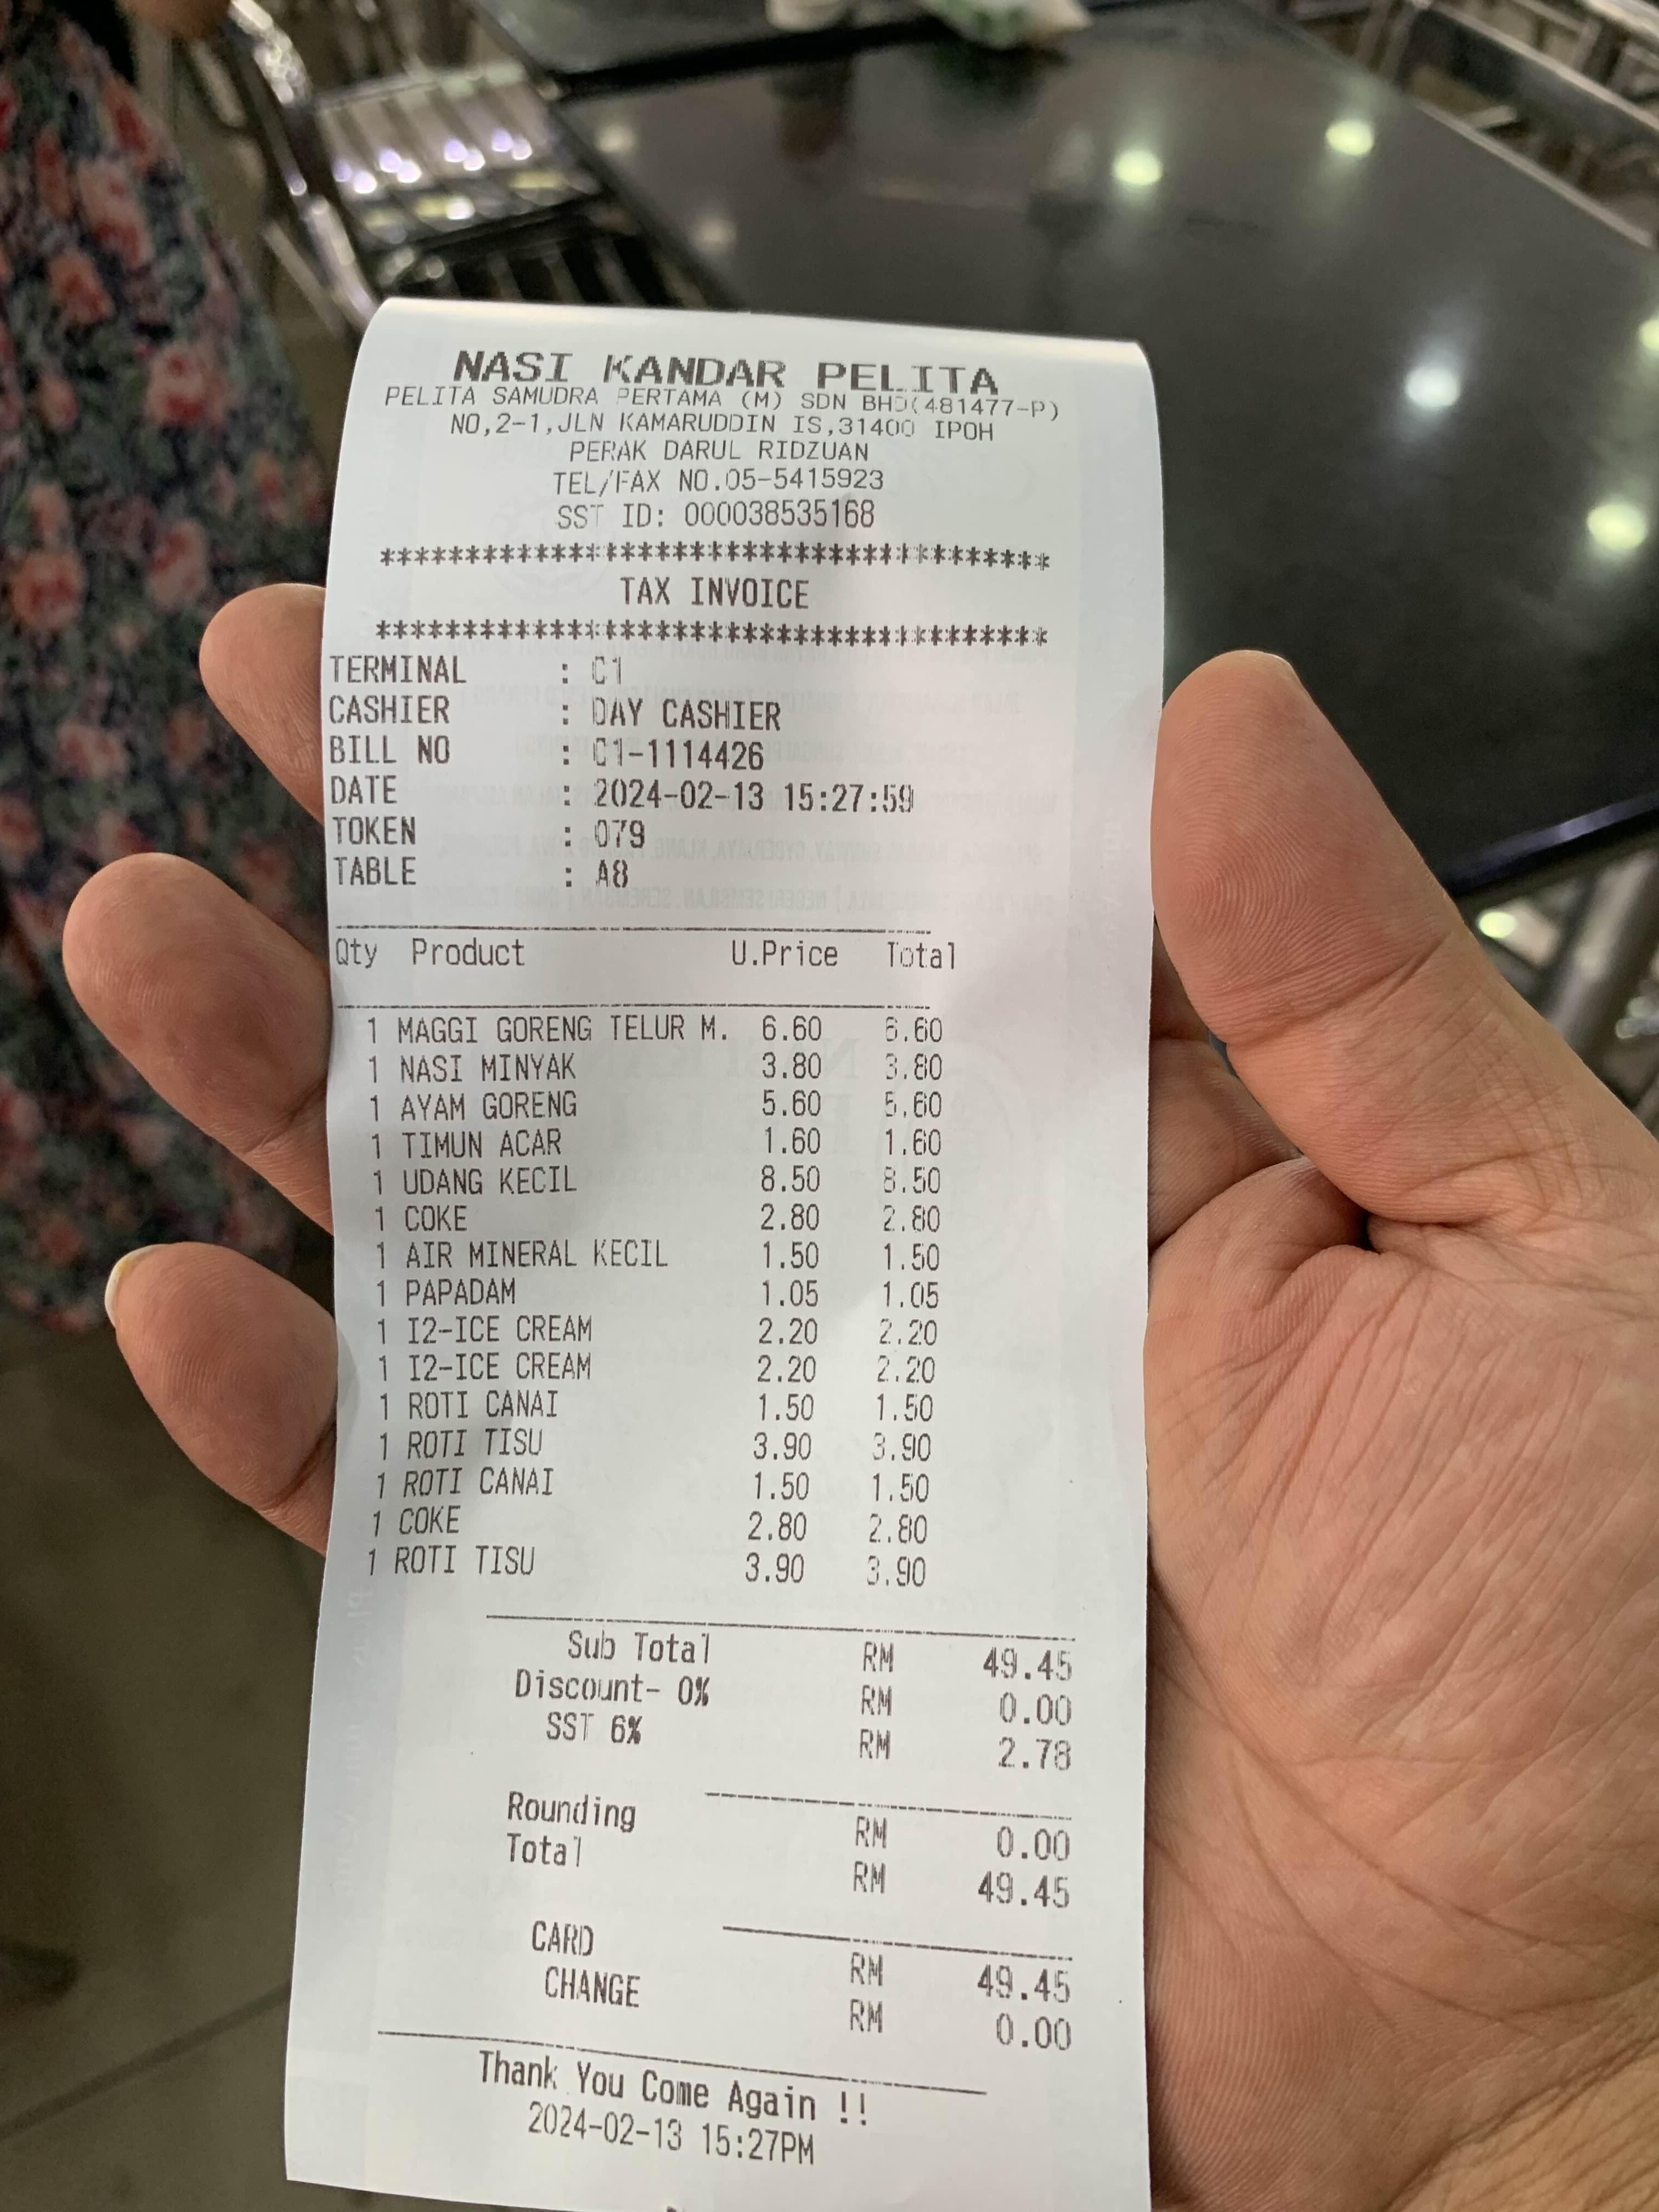 NASI KANDAR PELITA
PELITA SAMUDRA PERTAMA (M) SDN BHD(481477-P)
NO,2-1,JLN KAMARUDDIN IS,31400 IPOH
PERAK DARUL RIDZUAN
TEL/FAX NO.05-5415923
SST ID: 000038535168
***************************************
TAX INVOICE
***************************************
TERMINAL : C1
CASHIER : DAY CASHIER
BILL NO : C1-1114426
DATE : 2024-02-13 15:27:59
TOKEN : 079
TABLE : A8
Qty Product U.Price Total
1 MAGGI GORENG TELUR M. 6.60 6.60
1 NASI MINYAK 3.80 3.80
1 AYAM GORENG 5.60 5.60
1 TIMUN ACAR 1.60 1.60
1 UDANG KECIL 8.50 8.50
1 COKE 2.80 2.80
1 AIR MINERAL KECIL 1.50 1.50
1 PAPADAM 1.05 1.05
1 I2-ICE CREAM 2.20 2.20
1 I2-ICE CREAM 2.20 2.20
1 ROTI CANAI 1.50 1.50
1 ROTI TISU 3.90 3.90
1 ROTI CANAI 1.50 1.50
1 COKE 2.80 2.80
1 ROTI TISU 3.90 3.90
Sub Total RM 49.45
Discount- 0% RM 0.00
SST 6% RM 2.78
Rounding RM 0.00
Total RM 49.45
CARD RM 49.45
CHANGE RM 0.00
Thank You Come Again !!
2024-02-13 15:27PM